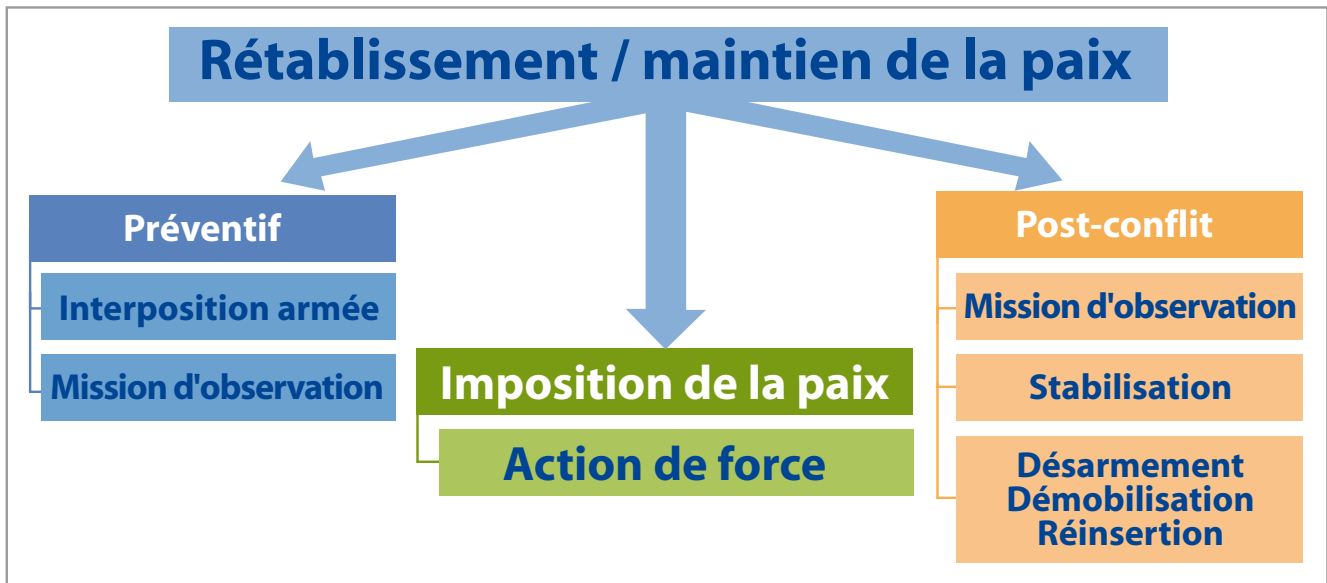 Rétablissement / maintien de la paix
Préventif
Interposition armée
Mission d'observation
Imposition de la paix
Action de force
Post-conflit
Mission d'observation
Stabilisation
Désarmement
Démobilisation
Réinsertion